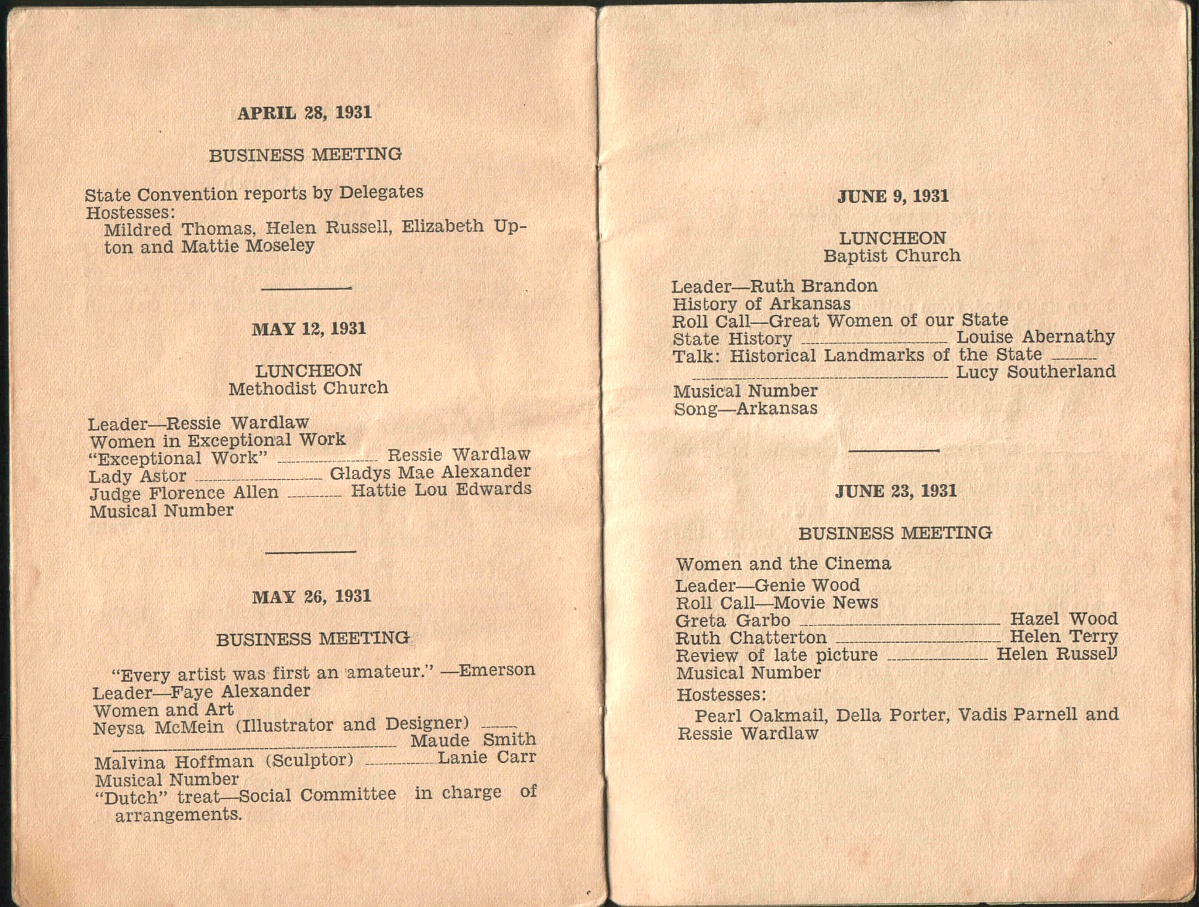 APRIL 28, 1931
BUSINESS MEETING
State Convention reports by Delegates
Hostesses:
Mildred Thomas, Helen Russell, Elizabeth Up-
ton and Mattie Moseley
MAY 12, 1931
LUNCHEON
Methodist Church
Leader—Ressie Wardlaw
Women in Exceptional Work
“Exceptional Work” Ressie Wardlaw
Lady Astor Gladys Mae Alexander
Judge Florence Allen Hattie Lou Edwards
Musical Number
MAY 26, 1931
BUSINESS MEETING
“Every artist was first an amateur.” —Emerson
Leader—Faye Alexander
Women and Art
Neysa McMein (Illustrator and Designer)
Maude Smith
Malvina Hoffman (Sculptor) Lanie Carr
Musical Number
“Dutch” treat—Social Committee in charge of
arrangements.
JUNE 9, 1931
LUNCHEON
Baptist Church
Leader—Ruth Brandon
History of Arkansas
Roll Call—Great Women of our State
State History Louise Abernathy
Talk: Historical Landmarks of the State
Lucy Southerland
Musical Number
Song—Arkansas
JUNE 23, 1931
BUSINESS MEETING
Women and the Cinema
Leader—Genie Wood
Roll Call—Movie News
Greta Garbo Hazel Wood
Ruth Chatterton Helen Terry
Review of late picture Helen Russell
Musical Number
Hostesses:
Pearl Oakmail, Della Porter, Vadis Parnell and
Ressie Wardlaw